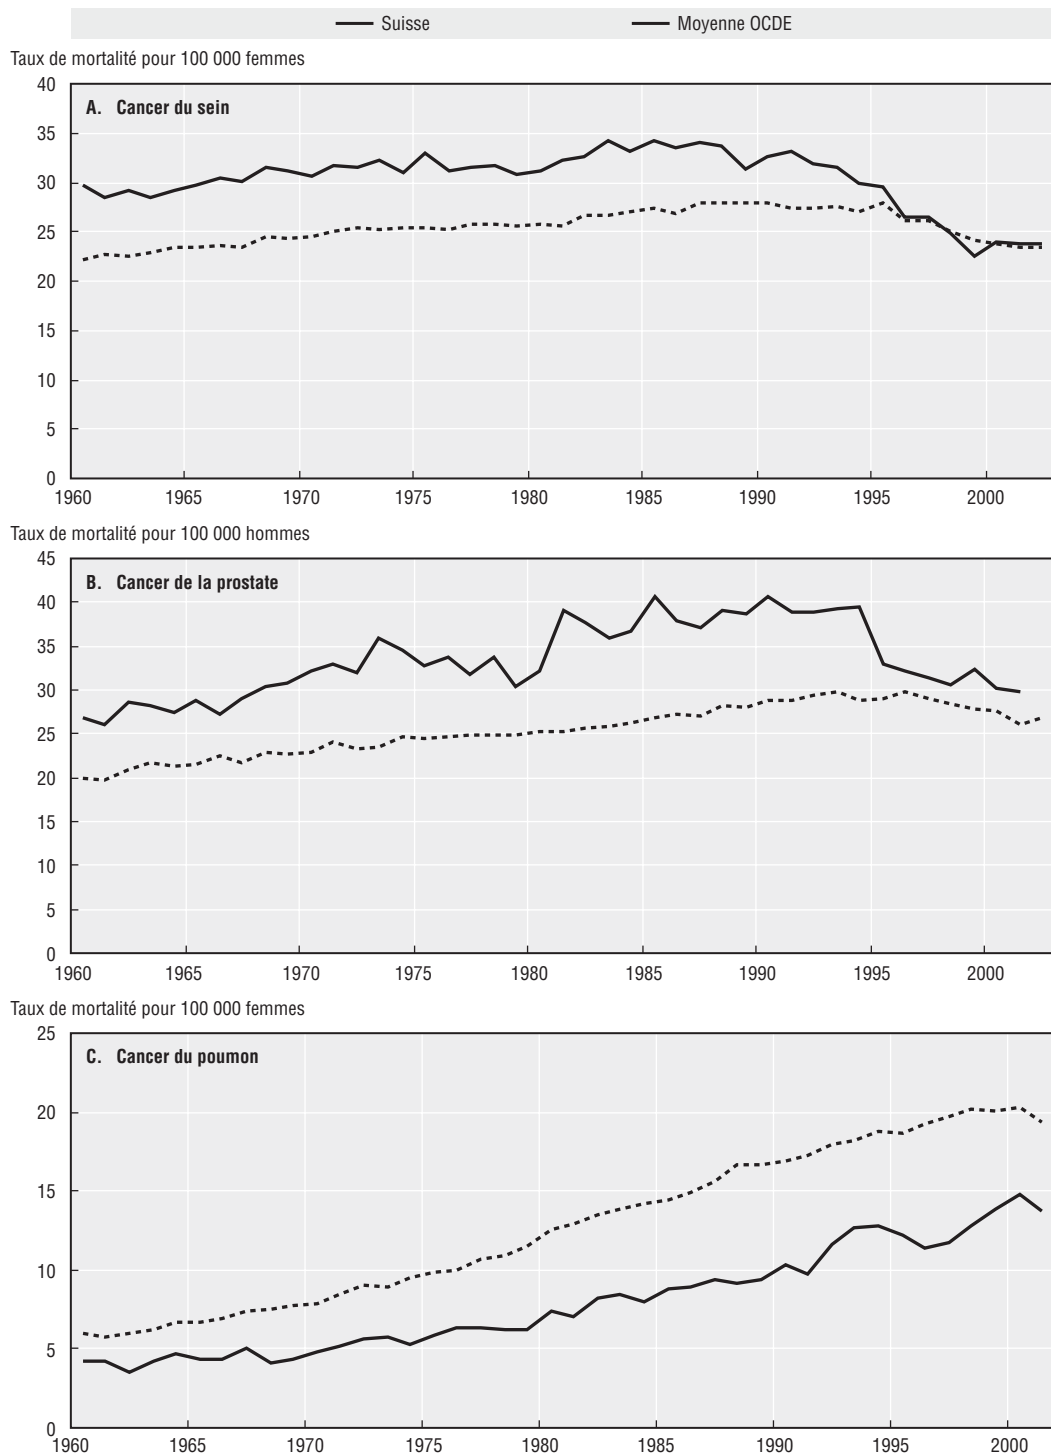 Suisse Moyenne OCDE
Taux de mortalité pour 100 000 femmes
40
A. Cancer du sein
35
30
25
20
15
10
5
0
1960 1965 1970 1975 1980 1985 1990 1995 2000
Taux de mortalité pour 100 000 hommes
45
B. Cancer de la prostate
40
35
30
25
20
15
10
5
0
1960 1965 1970 1975 1980 1985 1990 1995 2000
Taux de mortalité pour 100 000 femmes
25
C. Cancer du poumon
20
15
10
5
0
1960 1965 1970 1975 1980 1985 1990 1995 2000